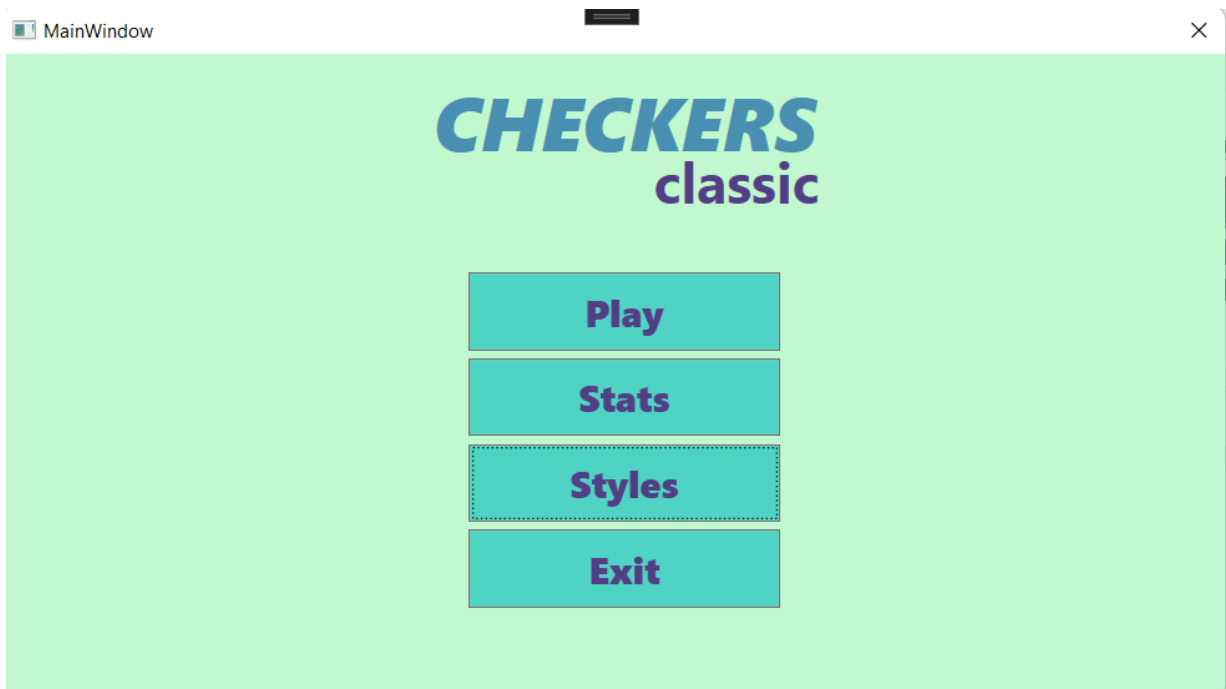 MainWindow
CHECKERS
classic
Play
Stats
Styles
Exit